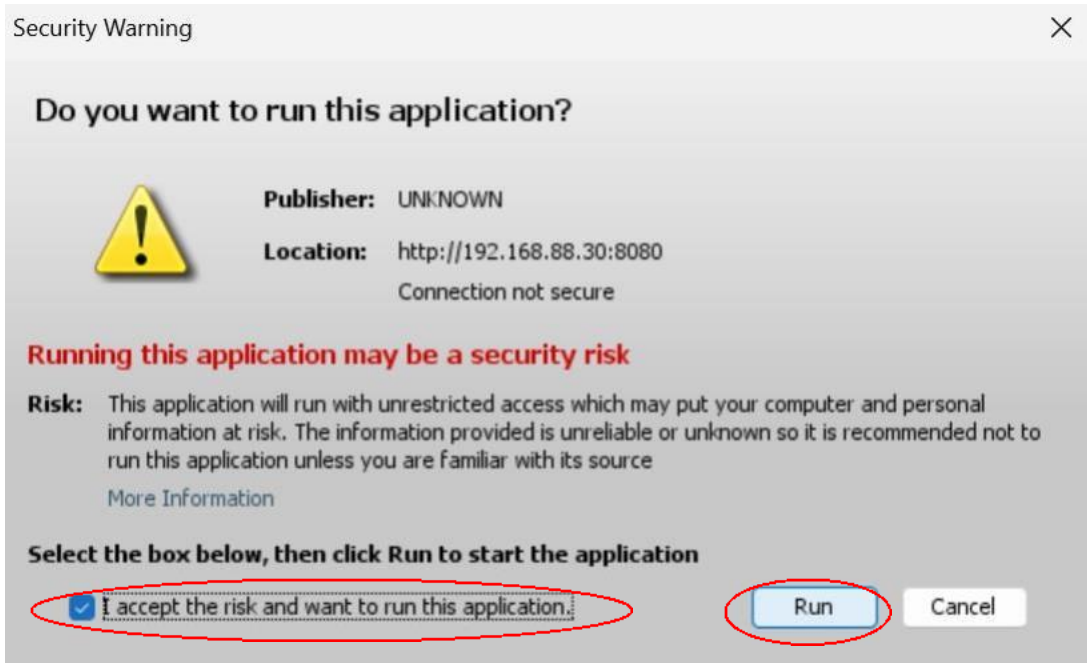 Security Warning
Do you want to run this application?
Publisher: UNKNOWN
Location: http://192.168.88.30:8080
Connection not secure
Running this application may be a security risk
Risk: This application will run with unrestricted access which may put your computer and personal
information at risk. The information provided is unreliable or unknown so it is recommended not to
run this application unless you are familiar with its source
More Information
Select the box below, then click Run to start the application
I accept the risk and want to run this application.
Run Cancel